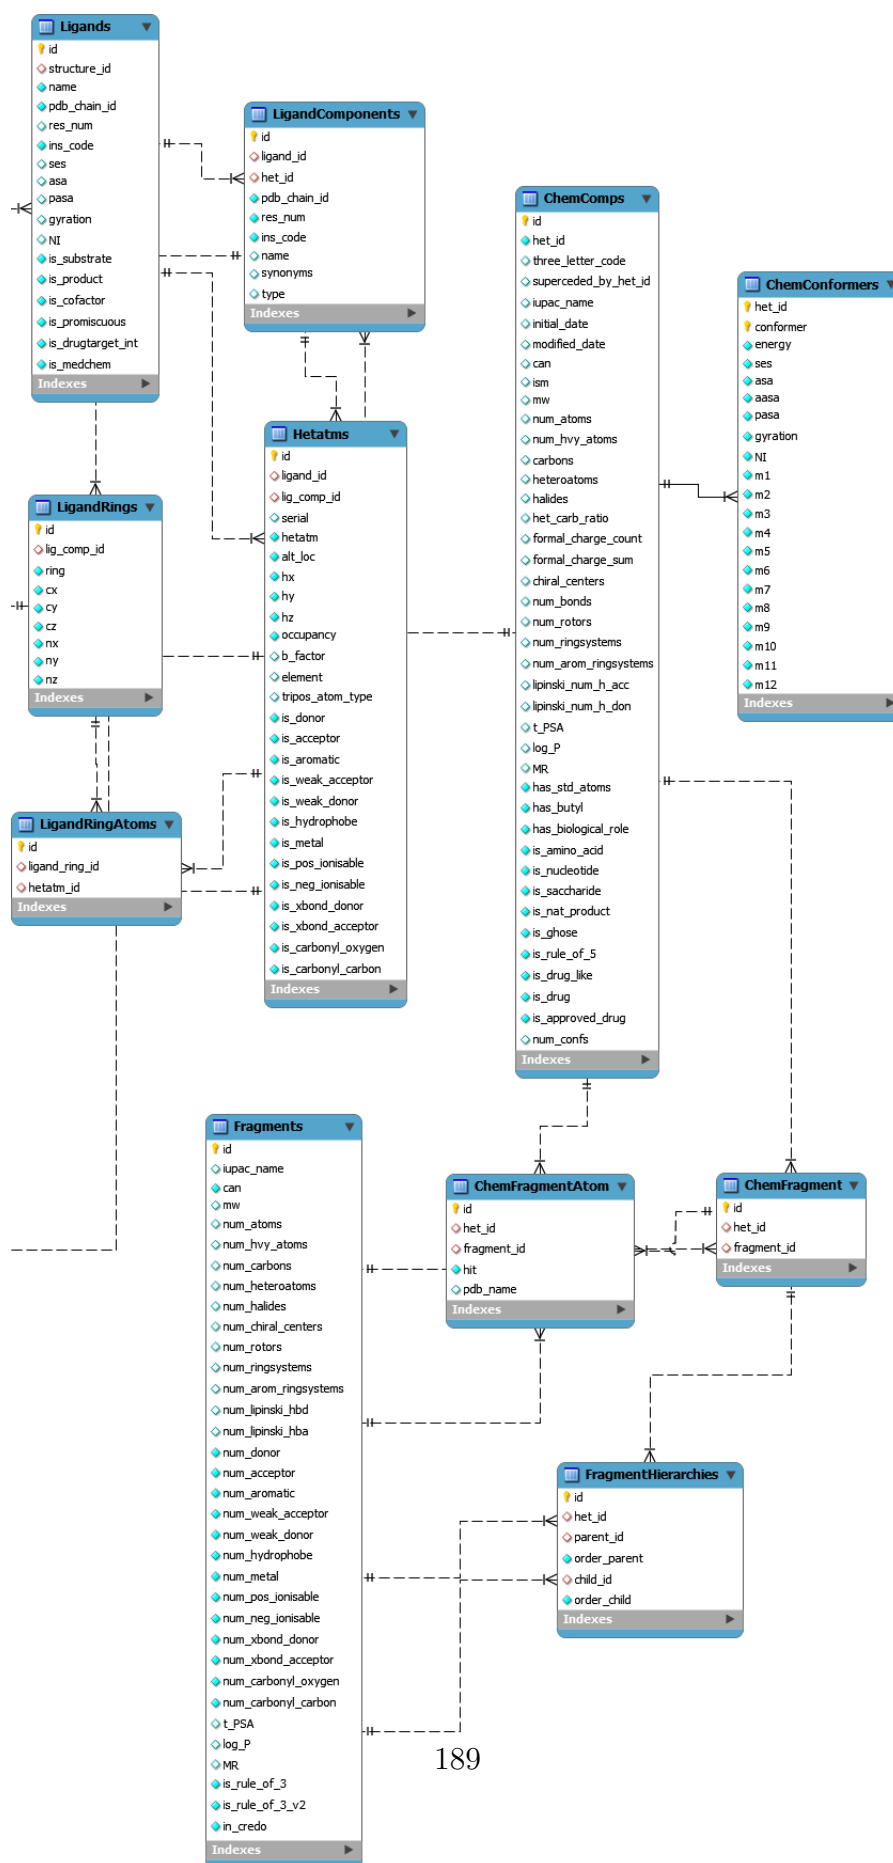 Ligands
id
structure_id
name
pdb_chain_id
res_num
ins_code
ses
asa
pasa
gyration
NI
is_substrate
is_product
is_cofactor
is_promiscuous
is_drugtarget_int
is_medchem
Indexes
LigandComponents
id
ligand_id
het_id
pdb_chain_id
res_num
ins_code
name
synonyms
type
Indexes
ChemComps
id
het_id
three_letter_code
superceded_by_het_id
iupac_name
initial_date
modified_date
can
ism
mw
num_atoms
num_hvy_atoms
carbons
heteroatoms
halides
het_carb_ratio
formal_charge_count
formal_charge_sum
chiral_centers
num_bonds
num_rotors
num_ringsystems
num_arom_ringsystems
lipinski_num_h_acc
lipinski_num_h_don
t_PSA
log_P
MR
has_std_atoms
has_butyl
has_biological_role
is_amino_acid
is_nucleotide
is_saccharide
is_nat_product
is_ghose
is_rule_of_5
is_drug_like
is_drug
is_approved_drug
num_confs
Indexes
ChemConformers
het_id
conformer
energy
ses
asa
aasa
pasa
gyration
NI
m1
m2
m3
m4
m5
m6
m7
m8
m9
m10
m11
m12
Indexes
Hetatms
id
ligand_id
lig_comp_id
serial
hetatm
alt_loc
hx
hy
hz
occupancy
b_factor
element
tripos_atom_type
is_donor
is_acceptor
is_aromatic
is_weak_acceptor
is_weak_donor
is_hydrophobe
is_metal
is_pos_ionisable
is_neg_ionisable
is_xbond_donor
is_xbond_acceptor
is_carbonyl_oxygen
is_carbonyl_carbon
Indexes
LigandRings
id
lig_comp_id
ring
cx
cy
cz
nx
ny
nz
Indexes
LigandRingAtoms
id
ligand_ring_id
hetatm_id
Indexes
Fragments
id
iupac_name
can
mw
num_atoms
num_hvy_atoms
num_carbons
num_heteroatoms
num_halides
num_chiral_centers
num_rotors
num_ringsystems
num_arom_ringsystems
num_lipinski_hbd
num_lipinski_hba
num_donor
num_acceptor
num_aromatic
num_weak_acceptor
num_weak_donor
num_hydrophobe
num_metal
num_pos_ionisable
num_neg_ionisable
num_xbond_donor
num_xbond_acceptor
num_carbonyl_oxygen
num_carbonyl_carbon
t_PSA
log_P
MR
is_rule_of_3
is_rule_of_3_v2
in_credo
Indexes
ChemFragmentAtom
id
het_id
fragment_id
hit
pdb_name
Indexes
ChemFragment
id
het_id
fragment_id
Indexes
FragmentHierarchies
id
het_id
parent_id
order_parent
child_id
order_child
Indexes
189